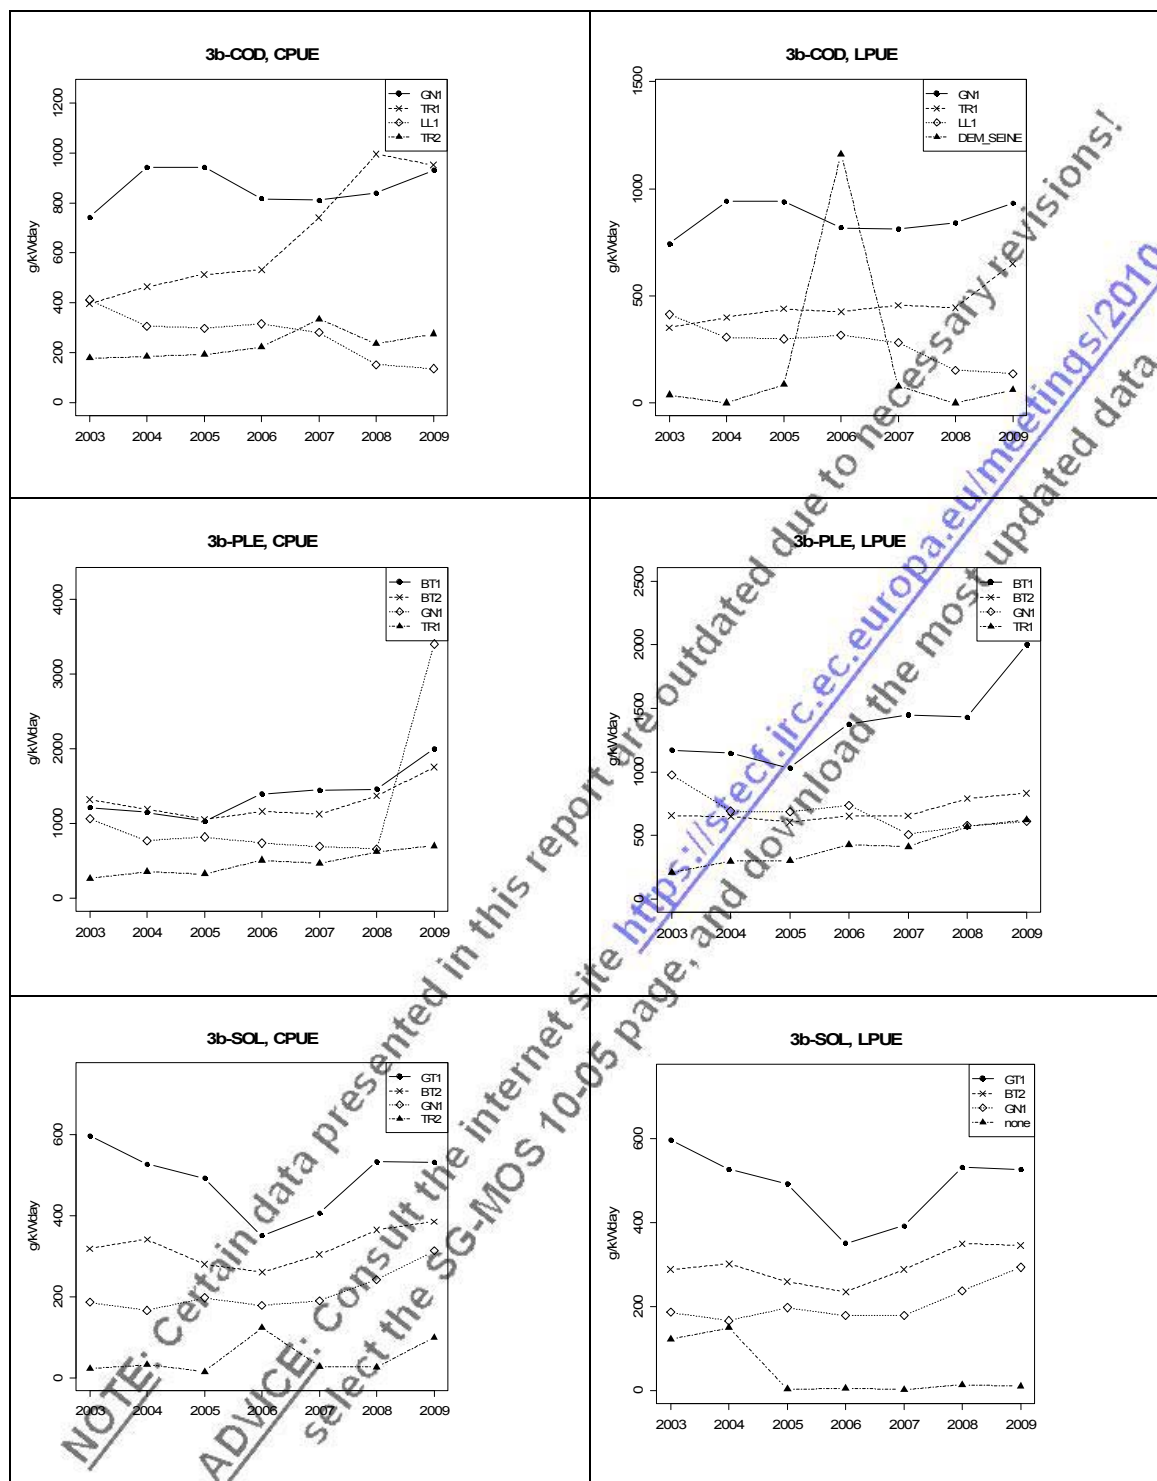 3b-COD, CPUE
GN1
TR1
LL1
TR2
g/kWday
1200
1000
800
600
400
200
0
2003 2004 2005 2006 2007 2008 2009
3b-COD, LPUE
GN1
TR1
LL1
DEM_SEINE
g/kWday
1500
1000
500
0
2003 2004 2005 2006 2007 2008 2009
3b-PLE, CPUE
BT1
BT2
GN1
TR1
g/kWday
4000
3000
2000
1000
0
2003 2004 2005 2006 2007 2008 2009
3b-PLE, LPUE
BT1
BT2
GN1
TR1
g/kWday
2500
2000
1500
1000
500
0
2003 2004 2005 2006 2007 2008 2009
3b-SOL, CPUE
GT1
BT2
GN1
TR2
g/kWday
600
400
200
0
2003 2004 2005 2006 2007 2008 2009
3b-SOL, LPUE
GT1
BT2
GN1
none
g/kWday
600
400
200
0
2003 2004 2005 2006 2007 2008 2009
NOTE: Certain data presented in this report are outdated due to necessary revisions!
ADVICE: Consult the internet site https://stecf.jrc.ec.europa.eu/meetings/2010
select the SG-MOS 10-05 page, and download the most updated data